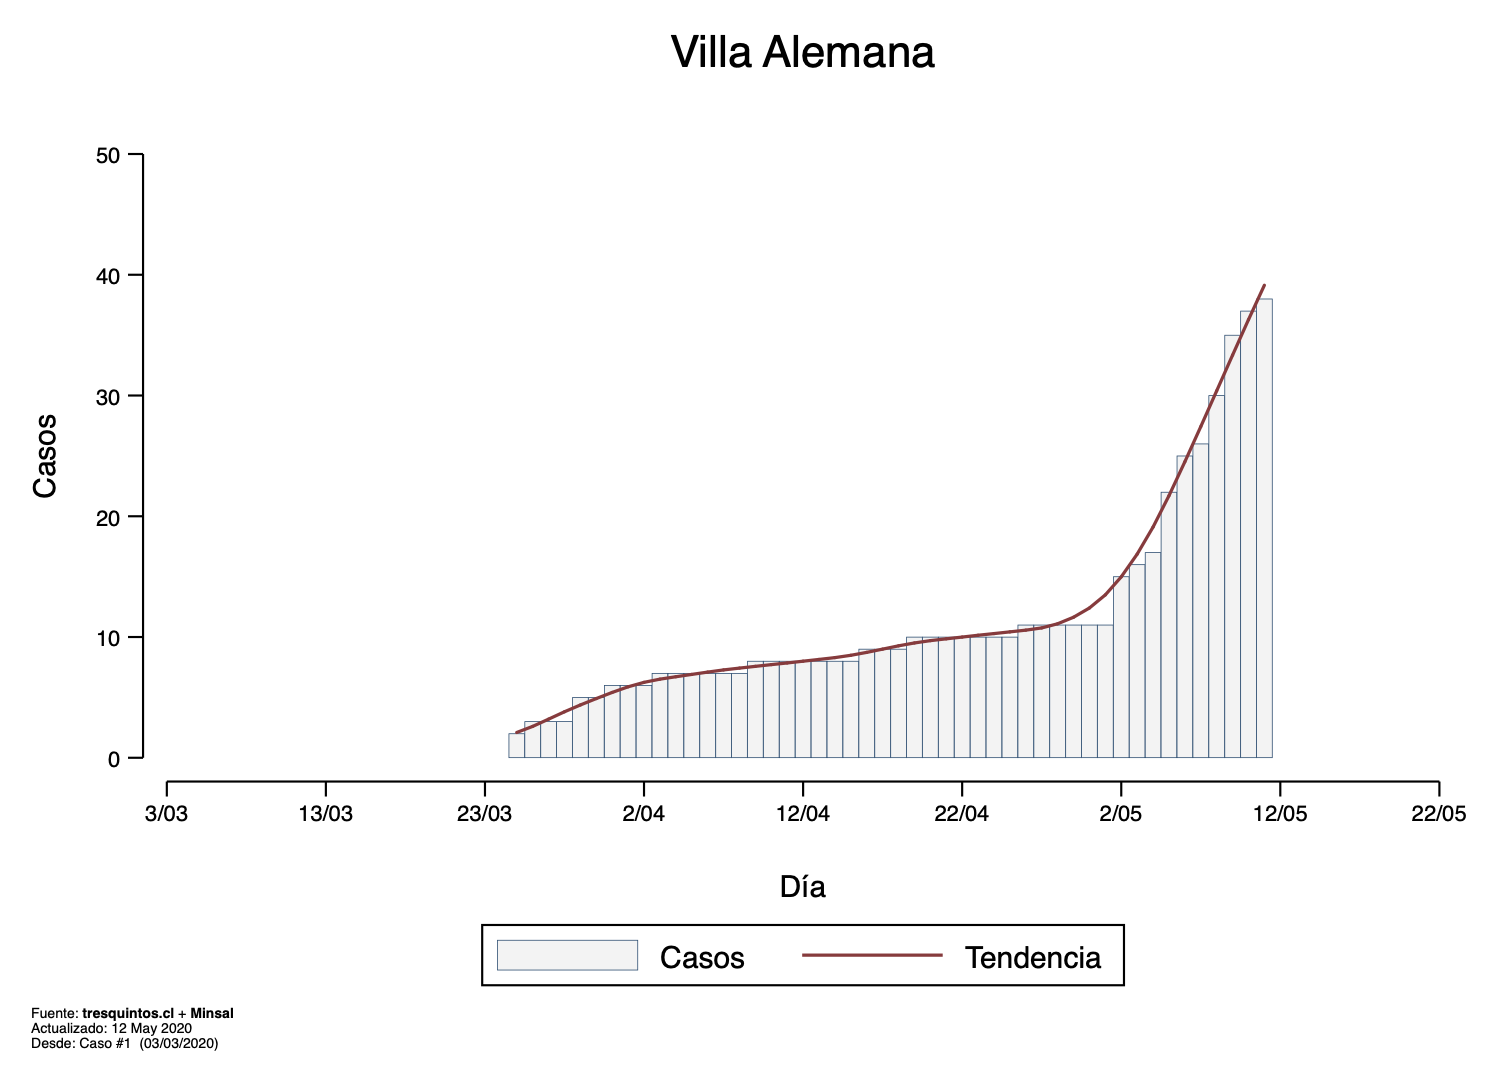 Villa Alemana
50
40
30
20
10
0
Casos
3/03 13/03 23/03 2/04 12/04 22/04 2/05 12/05 22/05
Día
Casos Tendencia
Fuente: tresquintos.cl + Minsal
Actualizado: 12 May 2020
Desde: Caso #1 (03/03/2020)